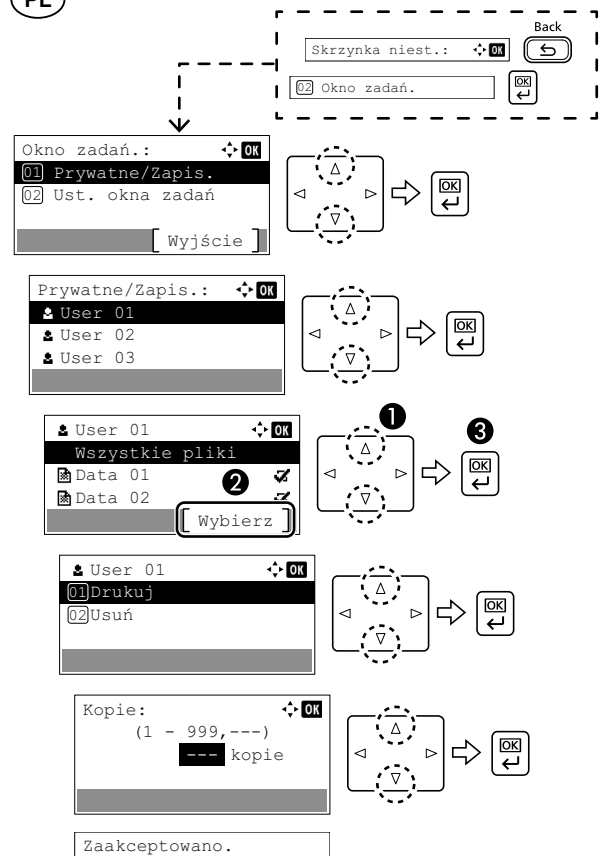 PL
Back
Skrzynka niest.: OK
02 Okno zadań. OK
Okno zadań.: OK
01 Prywatne/Zapis.
02 Ust. okna zadań
[ Wyjście ]
OK
Prywatne/Zapis.: OK
User 01
User 02
User 03
OK
User 01 OK
Wszystkie pliki
Data 01
Data 02
[ Wybierz ]
1
2
3
OK
User 01 OK
01 Drukuj
02 Usuń
OK
Kopie: OK
(1 - 999,---)
--- kopie
OK
Zaakceptowano.